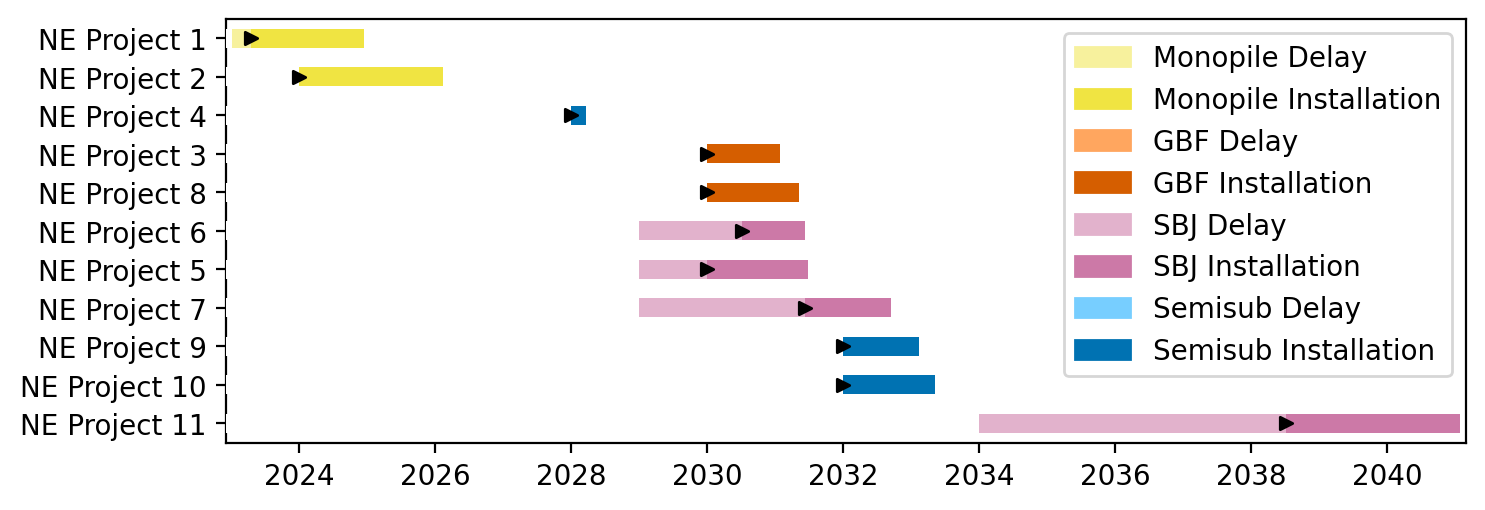 NE Project 1
NE Project 2
NE Project 4
NE Project 3
NE Project 8
NE Project 6
NE Project 5
NE Project 7
NE Project 9
NE Project 10
NE Project 11
Monopile Delay
Monopile Installation
GBF Delay
GBF Installation
SBJ Delay
SBJ Installation
Semisub Delay
Semisub Installation
2024 2026 2028 2030 2032 2034 2036 2038 2040